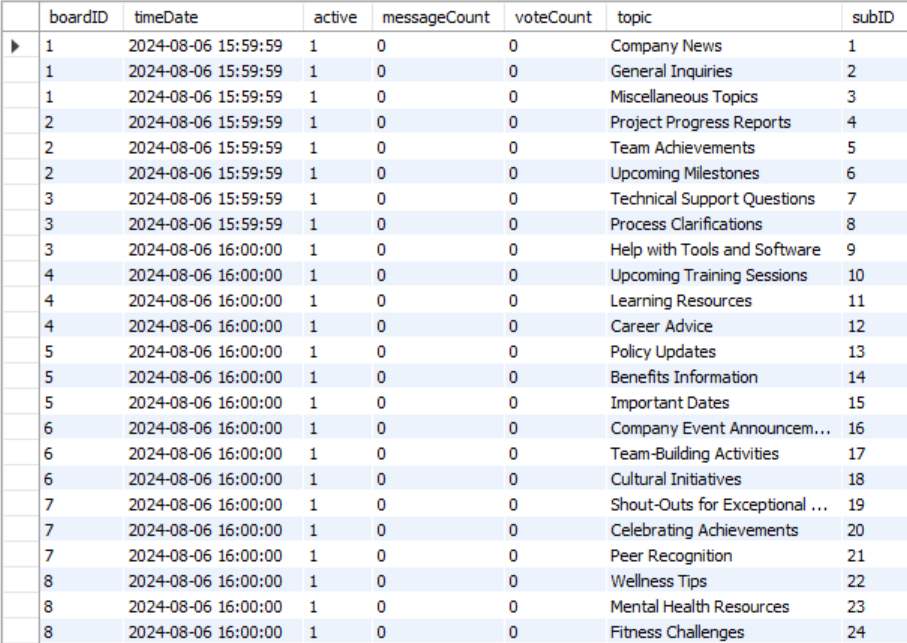 boardID timeDate active messageCount voteCount topic subID
1 2024-08-06 15:59:59 1 0 0 Company News 1
1 2024-08-06 15:59:59 1 0 0 General Inquiries 2
1 2024-08-06 15:59:59 1 0 0 Miscellaneous Topics 3
2 2024-08-06 15:59:59 1 0 0 Project Progress Reports 4
2 2024-08-06 15:59:59 1 0 0 Team Achievements 5
2 2024-08-06 15:59:59 1 0 0 Upcoming Milestones 6
3 2024-08-06 15:59:59 1 0 0 Technical Support Questions 7
3 2024-08-06 15:59:59 1 0 0 Process Clarifications 8
3 2024-08-06 16:00:00 1 0 0 Help with Tools and Software 9
4 2024-08-06 16:00:00 1 0 0 Upcoming Training Sessions 10
4 2024-08-06 16:00:00 1 0 0 Learning Resources 11
4 2024-08-06 16:00:00 1 0 0 Career Advice 12
5 2024-08-06 16:00:00 1 0 0 Policy Updates 13
5 2024-08-06 16:00:00 1 0 0 Benefits Information 14
5 2024-08-06 16:00:00 1 0 0 Important Dates 15
6 2024-08-06 16:00:00 1 0 0 Company Event Announcem... 16
6 2024-08-06 16:00:00 1 0 0 Team-Building Activities 17
6 2024-08-06 16:00:00 1 0 0 Cultural Initiatives 18
7 2024-08-06 16:00:00 1 0 0 Shout-Outs for Exceptional ... 19
7 2024-08-06 16:00:00 1 0 0 Celebrating Achievements 20
7 2024-08-06 16:00:00 1 0 0 Peer Recognition 21
8 2024-08-06 16:00:00 1 0 0 Wellness Tips 22
8 2024-08-06 16:00:00 1 0 0 Mental Health Resources 23
8 2024-08-06 16:00:00 1 0 0 Fitness Challenges 24